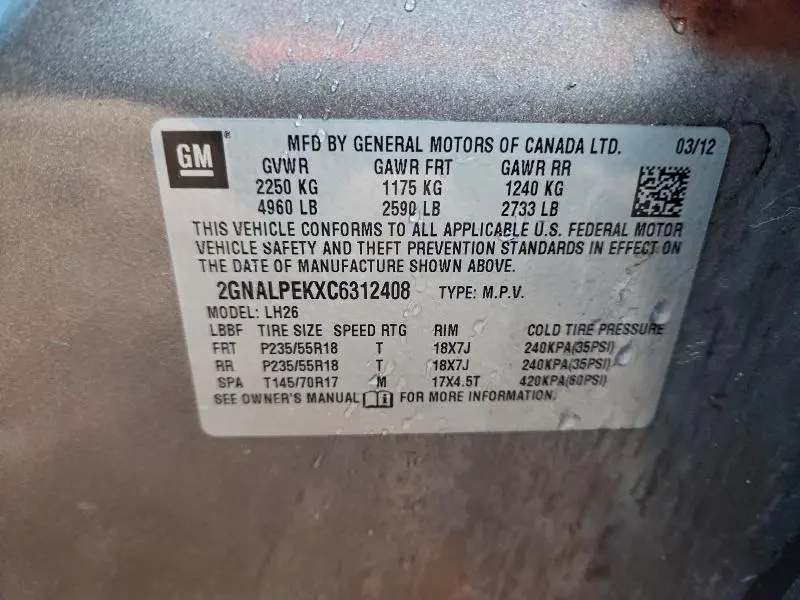 GM ® MFD BY GENERAL MOTORS OF CANADA LTD. 03/12
GVWR GAWR FRT GAWR RR
2250 KG 1175 KG 1240 KG
4960 LB 2590 LB 2733 LB
THIS VEHICLE CONFORMS TO ALL APPLICABLE U.S. FEDERAL MOTOR
VEHICLE SAFETY AND THEFT PREVENTION STANDARDS IN EFFECT ON
THE DATE OF MANUFACTURE SHOWN ABOVE.
2GNALPEKXC6312408 TYPE: M.P.V.
MODEL: LH26
LBBF TIRE SIZE SPEED RTG RIM COLD TIRE PRESSURE
FRT P235/55R18 T 18X7J 240KPA(35PSI)
RR P235/55R18 T 18X7J 240KPA(35PSI)
SPA T145/70R17 M 17X4.5T 420KPA(60PSI)
SEE OWNER'S MANUAL FOR MORE INFORMATION.